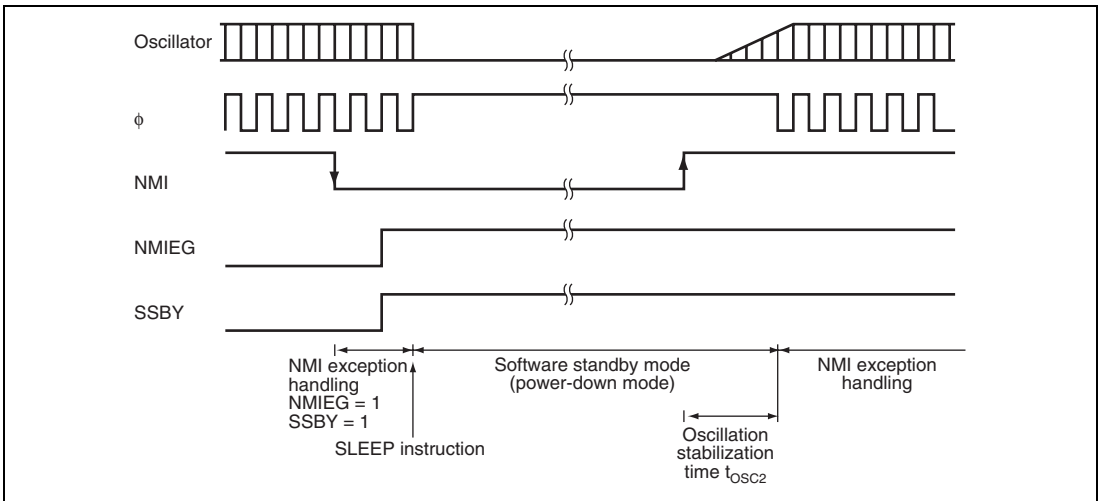 Oscillator
φ
NMI
NMIEG
SSBY
NMI exception
handling
NMIEG = 1
SSBY = 1
SLEEP instruction
Software standby mode
(power-down mode)
Oscillation
stabilization
time tOSC2
NMI exception
handling